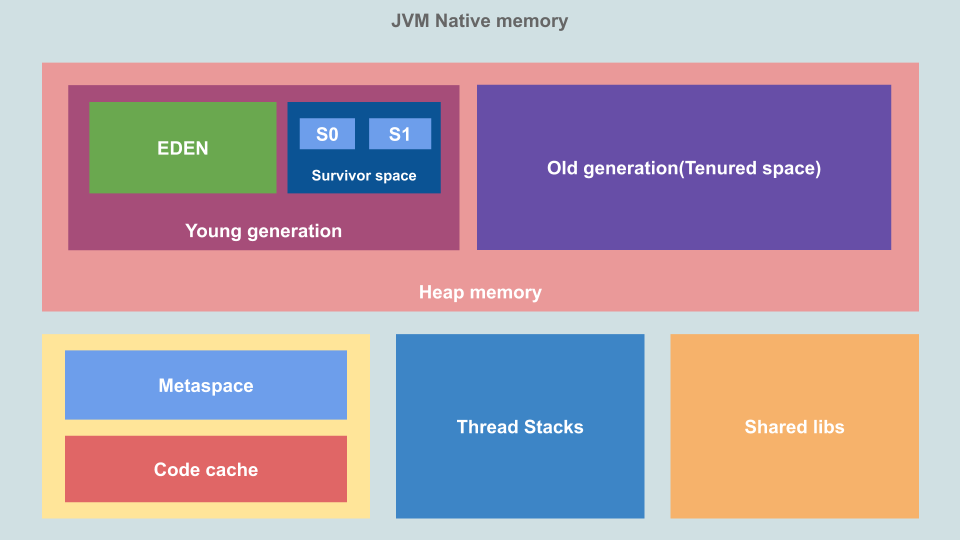 JVM Native memory
EDEN
S0
S1
Survivor space
Young generation
Old generation(Tenured space)
Heap memory
Metaspace
Code cache
Thread Stacks
Shared libs